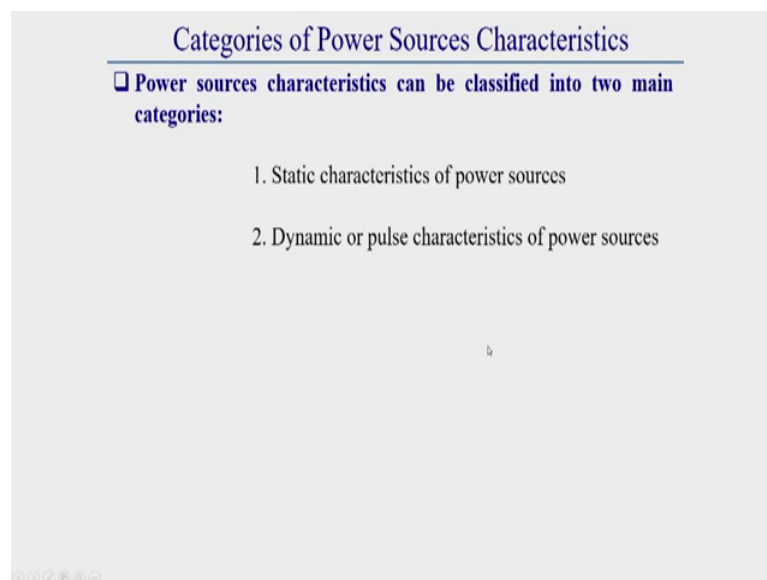 Categories of Power Sources Characteristics
❑ Power sources characteristics can be classified into two main
categories:
1. Static characteristics of power sources
2. Dynamic or pulse characteristics of power sources